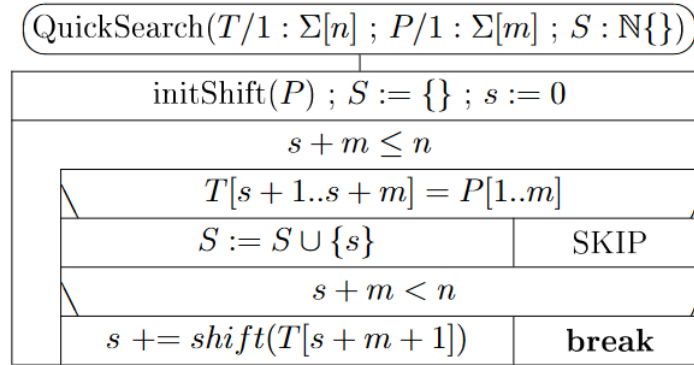 QuickSearch(T/1 : Σ[n] ; P/1 : Σ[m] ; S : ℕ{})
initShift(P) ; S := {} ; s := 0
s + m ≤ n
T[s + 1..s + m] = P[1..m]
S := S ∪ {s} SKIP
s + m < n
s += shift(T[s + m + 1]) break